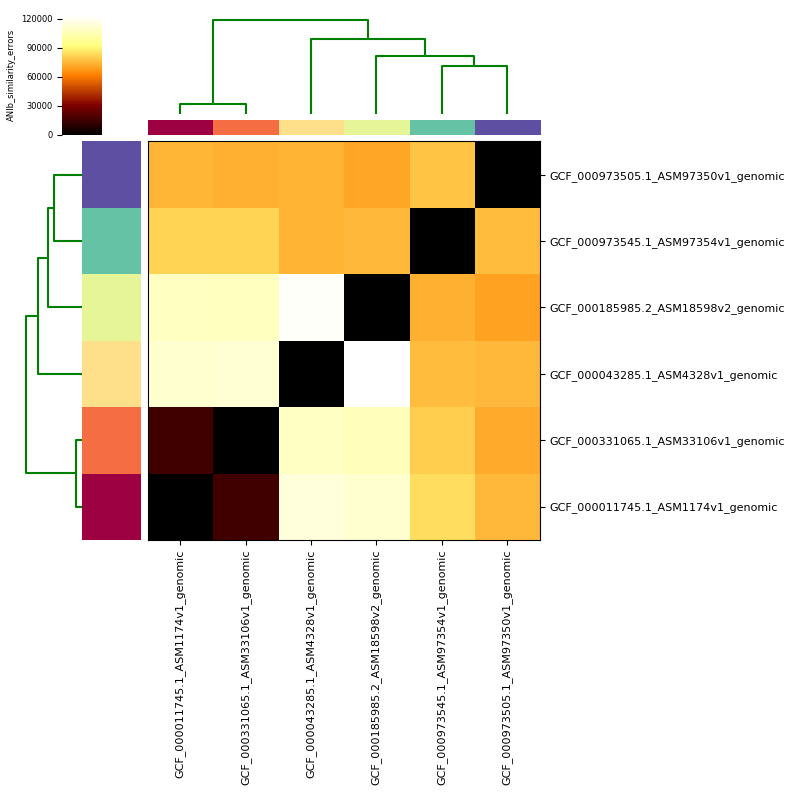 120000
90000
60000
30000
0
ANIb_similarity_errors
GCF_000973505.1_ASM97350v1_genomic
GCF_000973545.1_ASM97354v1_genomic
GCF_000185985.2_ASM18598v2_genomic
GCF_000043285.1_ASM4328v1_genomic
GCF_000331065.1_ASM33106v1_genomic
GCF_000011745.1_ASM1174v1_genomic
GCF_000011745.1_ASM1174v1_genomic
GCF_000331065.1_ASM33106v1_genomic
GCF_000043285.1_ASM4328v1_genomic
GCF_000185985.2_ASM18598v2_genomic
GCF_000973545.1_ASM97354v1_genomic
GCF_000973505.1_ASM97350v1_genomic